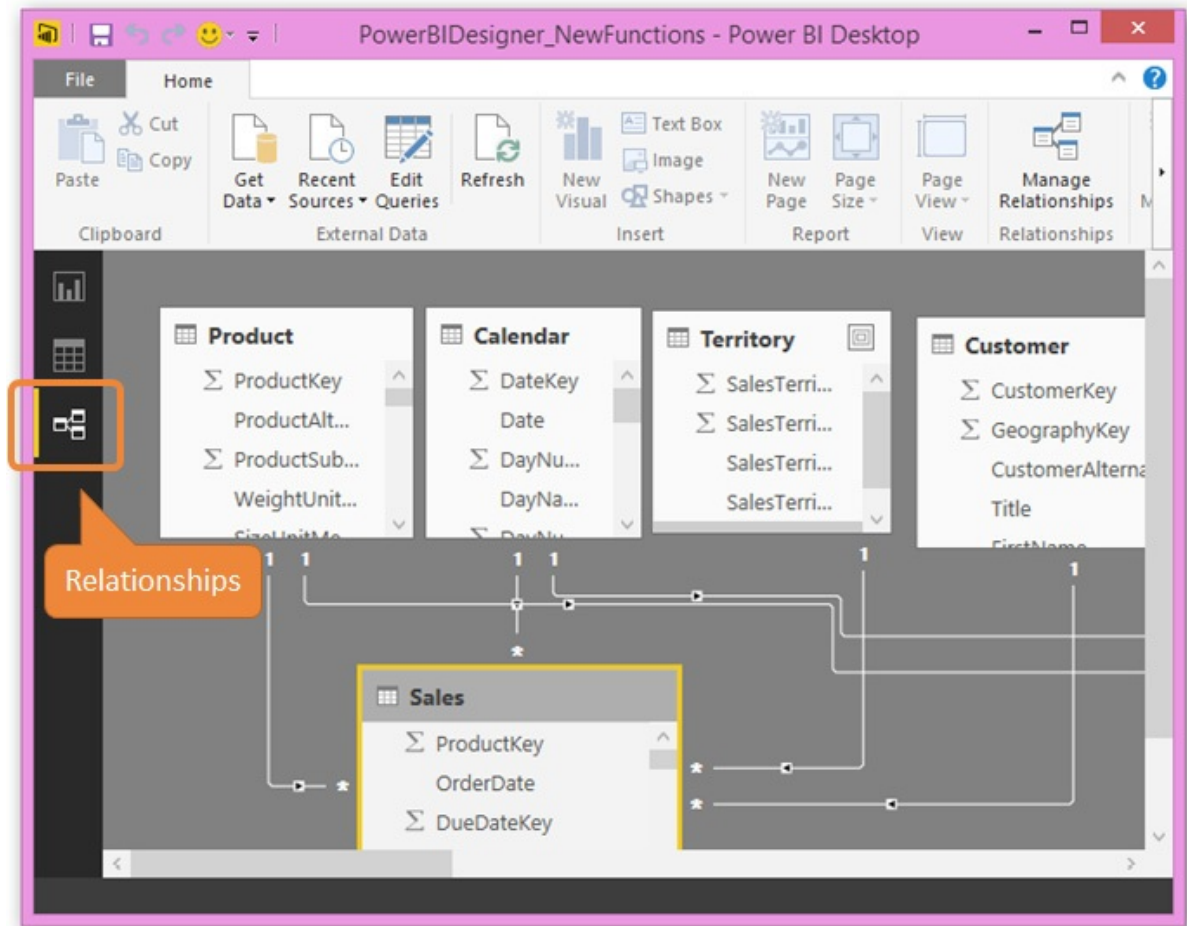 PowerBIDesigner_NewFunctions - Power BI Desktop
File Home
Paste
Cut
Copy
Get Data
Recent Sources
Edit Queries
Refresh
New Visual
Text Box
Image
Shapes
New Page
Page Size
Page View
Manage Relationships
M
Clipboard External Data Insert Report View Relationships
Product
ProductKey
ProductAlt...
ProductSub...
WeightUnit...
SizeUnitMe...
Calendar
DateKey
Date
DayNu...
DayNa...
DayNu...
Territory
SalesTerri...
SalesTerri...
SalesTerri...
SalesTerri...
Customer
CustomerKey
GeographyKey
CustomerAlterna
Title
FirstName
Relationships
1 1 1 1 1 1
*
Sales
ProductKey
OrderDate
DueDateKey
* *
*